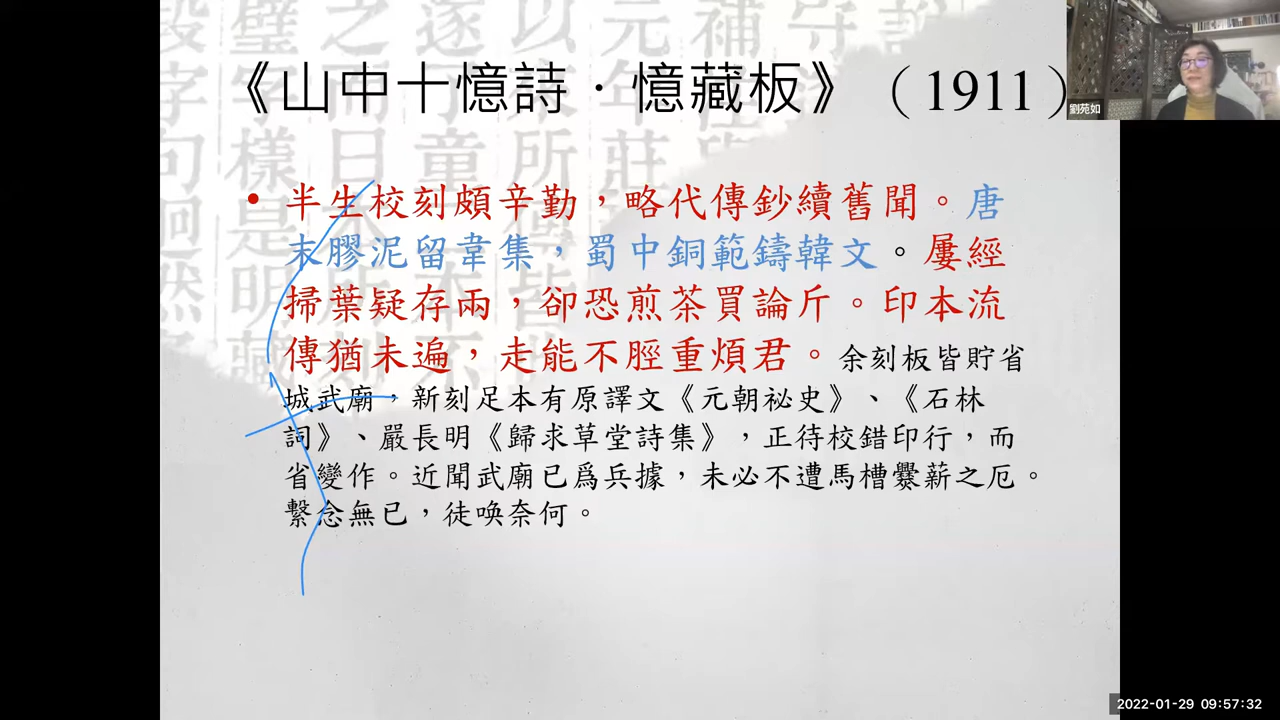 《山中十憶詩．憶藏板》（1911）
劉苑如
• 半生校刻頗辛勤，略代傳鈔續舊聞。唐
末膠泥留韋集，蜀中銅範鑄韓文。屢經
掃葉疑存兩，卻恐煎茶買論斤。印本流
傳猶未遍，走能不脛重煩君。余刻板皆貯省
城武廟，新刻足本有原譯文《元朝祕史》、《石林
詞》、嚴長明《歸求草堂詩集》，正待校錯印行，而
省變作。近聞武廟已爲兵據，未必不遭馬槽爨薪之厄。
繫念無已，徒喚奈何。
2022-01-29 09:57:32